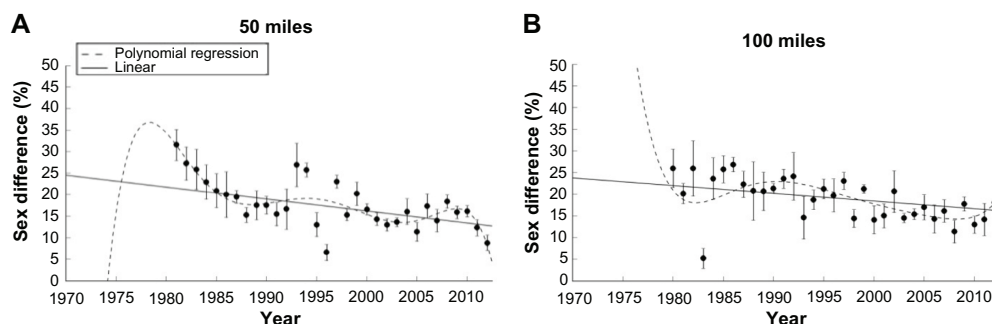 A
50 miles
Polynomial regression
Linear
Sex difference (%)
50
45
40
35
30
25
20
15
10
5
0
1970 1975 1980 1985 1990 1995 2000 2005 2010
Year
B
100 miles
Sex difference (%)
50
45
40
35
30
25
20
15
10
5
0
1970 1975 1980 1985 1990 1995 2000 2005 2010
Year